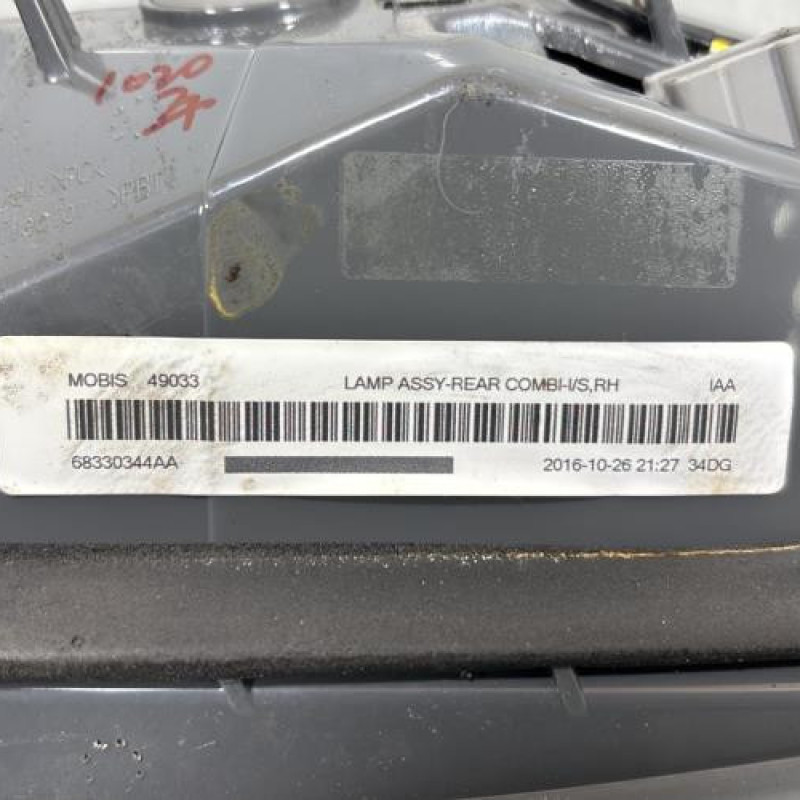 1020
MOBIS 49033 LAMP ASSY-REAR COMBI-I/S,RH IAA
68330344AA 2016-10-26 21:27 34DG